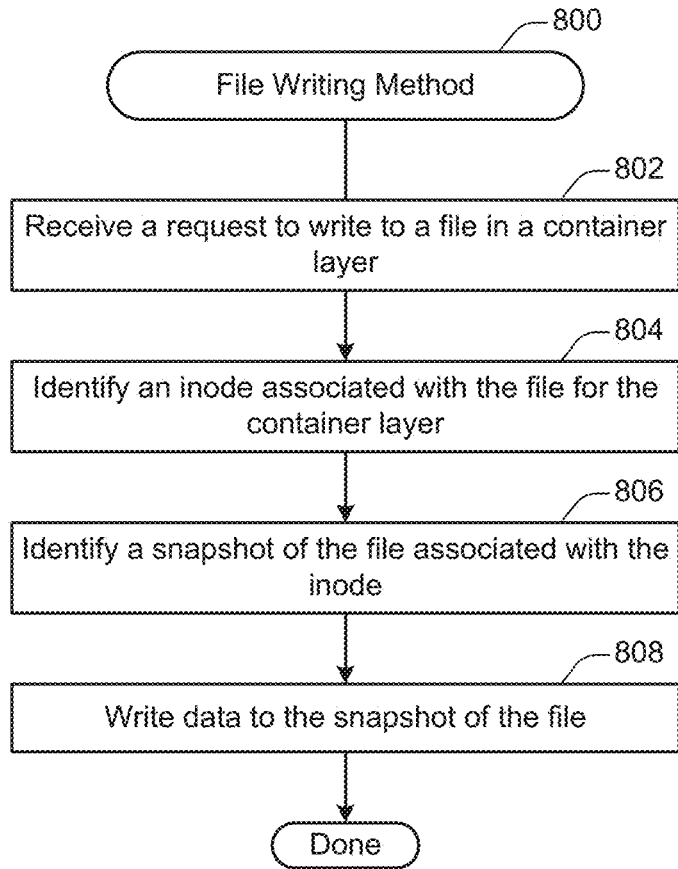 800
File Writing Method
802
Receive a request to write to a file in a container
layer
804
Identify an inode associated with the file for the
container layer
806
Identify a snapshot of the file associated with the
inode
808
Write data to the snapshot of the file
Done